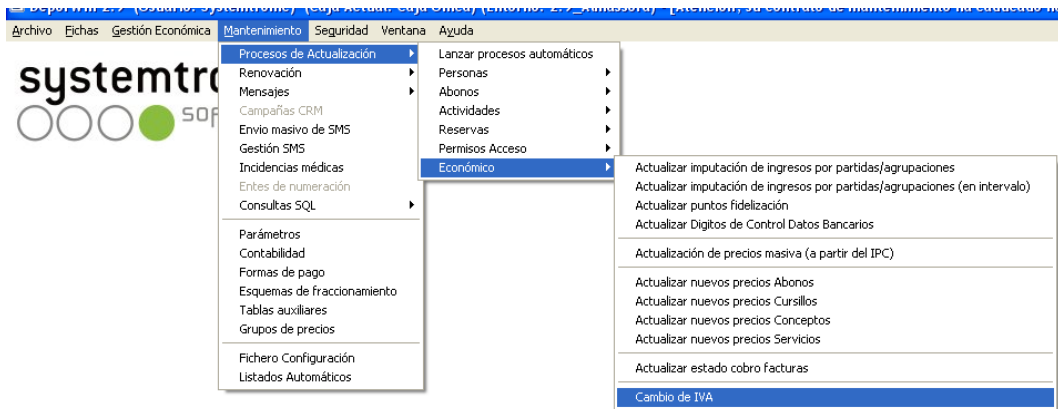 Archivo Fichas Gestión Económica Mantenimiento Seguridad Ventana Ayuda
systemtro
SOF
Procesos de Actualización
Renovación
Mensajes
Campañas CRM
Envio masivo de SMS
Gestión SMS
Incidencias médicas
Entes de numeración
Consultas SQL
Parámetros
Contabilidad
Formas de pago
Esquemas de fraccionamiento
Tablas auxiliares
Grupos de precios
Fichero Configuración
Listados Automáticos
Lanzar procesos automáticos
Personas
Abonos
Actividades
Reservas
Permisos Acceso
Económico
Actualizar imputación de ingresos por partidas/agrupaciones
Actualizar imputación de ingresos por partidas/agrupaciones (en intervalo)
Actualizar puntos fidelización
Actualizar Digitos de Control Datos Bancarios
Actualización de precios masiva (a partir del IPC)
Actualizar nuevos precios Abonos
Actualizar nuevos precios Cursillos
Actualizar nuevos precios Conceptos
Actualizar nuevos precios Servicios
Actualizar estado cobro facturas
Cambio de IVA